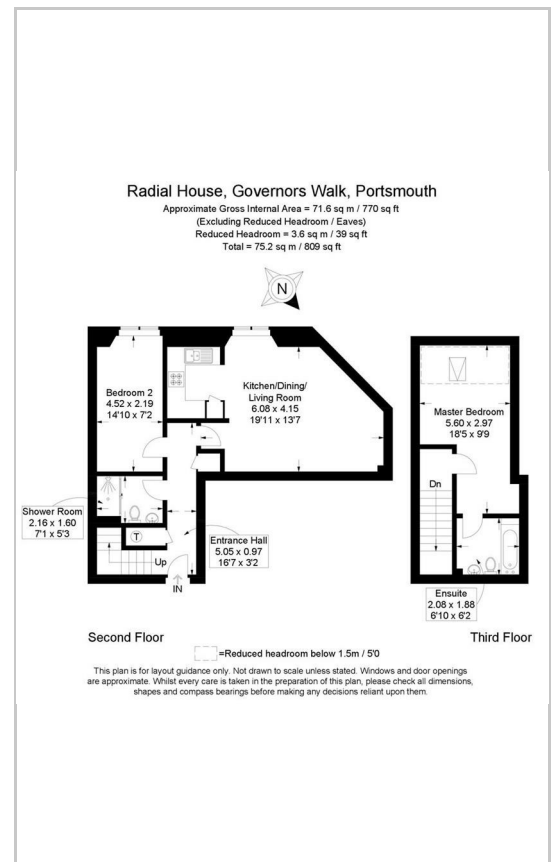 Radial House, Governors Walk, Portsmouth
Approximate Gross Internal Area = 71.6 sq m / 770 sq ft
(Excluding Reduced Headroom / Eaves)
Reduced Headroom = 3.6 sq m / 39 sq ft
Total = 75.2 sq m / 809 sq ft
N
Bedroom 2
4.52 x 2.19
14'10 x 7'2
Kitchen/Dining/
Living Room
6.08 x 4.15
19'11 x 13'7
Master Bedroom
5.60 x 2.97
18'5 x 9'9
Dn
Shower Room
2.16 x 1.60
7'1 x 5'3
T
Entrance Hall
5.05 x 0.97
16'7 x 3'2
Up
IN
Ensuite
2.08 x 1.88
6'10 x 6'2
Second Floor
Third Floor
=Reduced headroom below 1.5m / 5'0
This plan is for layout guidance only. Not drawn to scale unless stated. Windows and door openings
are approximate. Whilst every care is taken in the preparation of this plan, please check all dimensions,
shapes and compass bearings before making any decisions reliant upon them.